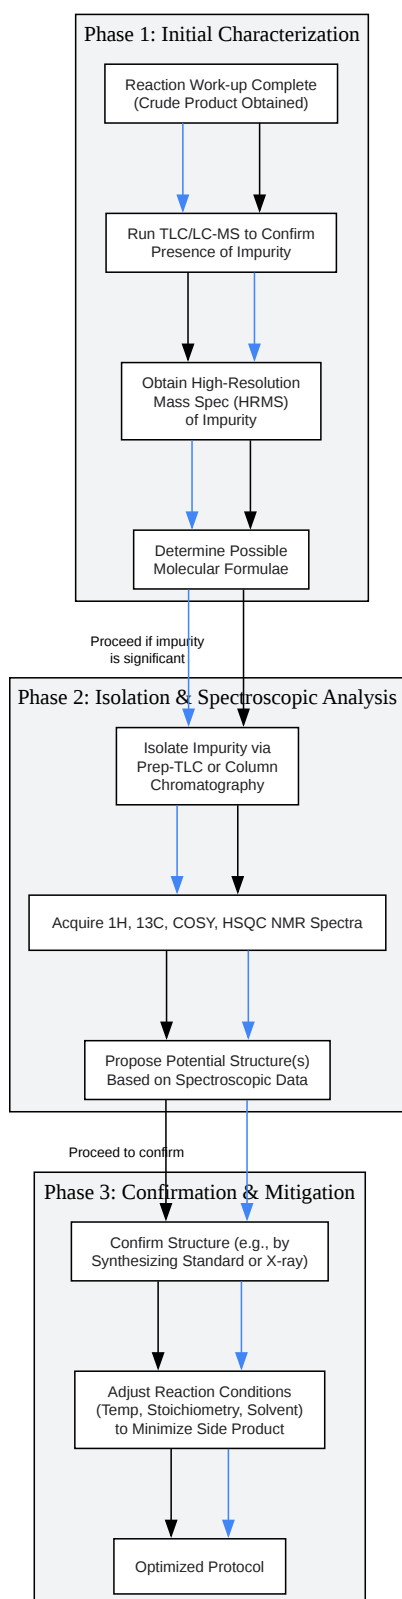 Phase 1: Initial Characterization
Reaction Work-up Complete
(Crude Product Obtained)
Run TLC/LC-MS to Confirm
Presence of Impurity
Obtain High-Resolution
Mass Spec (HRMS)
of Impurity
Determine Possible
Molecular Formulae
Proceed if impurity
is significant
Phase 2: Isolation & Spectroscopic Analysis
Isolate Impurity via
Prep-TLC or Column
Chromatography
Acquire 1H, 13C, COSY, HSQC NMR Spectra
Propose Potential Structure(s)
Based on Spectroscopic Data
Proceed to confirm
Phase 3: Confirmation & Mitigation
Confirm Structure (e.g., by
Synthesizing Standard or X-ray)
Adjust Reaction Conditions
(Temp, Stoichiometry, Solvent)
to Minimize Side Product
Optimized Protocol